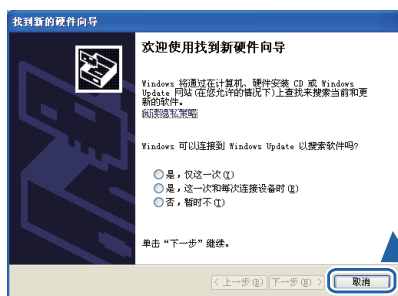 找到新的硬件向导
欢迎使用找到新硬件向导
Windows 将通过在计算机、硬件安装 CD 或 Windows
Update 网站(在您允许的情况下)上查找来搜索当前和更
新的软件。
阅读隐私策略
Windows 可以连接到 Windows Update 以搜索软件吗?
是，仅这一次(Y)
是，这一次和每次连接设备时(E)
否，暂时不(T)
单击“下一步”继续。
<上一步(B) 下一步(N)> 取消